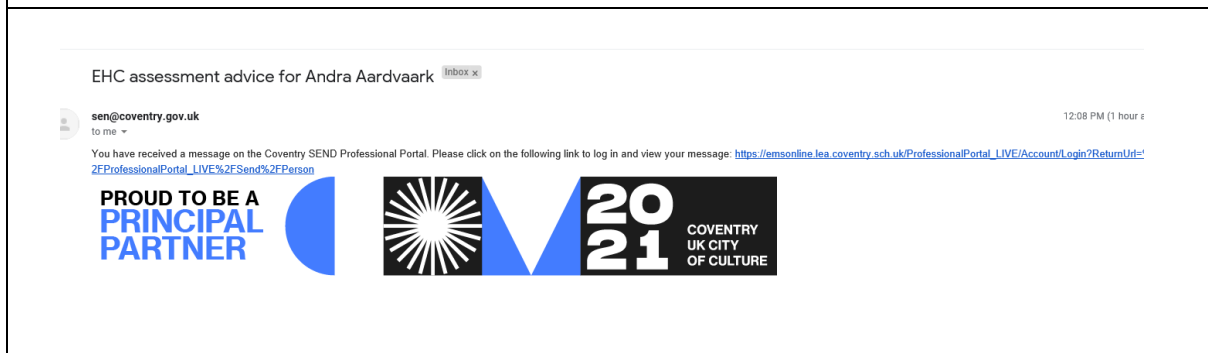 EHC assessment advice for Andra Aardvaark Inbox x
sen@coventry.gov.uk 12:08 PM (1 hour a
to me
You have received a message on the Coventry SEND Professional Portal. Please click on the following link to log in and view your message: https://emsonline.lea.coventry.sch.uk/ProfessionalPortal_LIVE/Account/Login?ReturnUrl=
2FProfessionalPortal_LIVE%2FSend%2FPerson
PROUD TO BE A
PRINCIPAL
PARTNER
20
21
COVENTRY
UK CITY
OF CULTURE